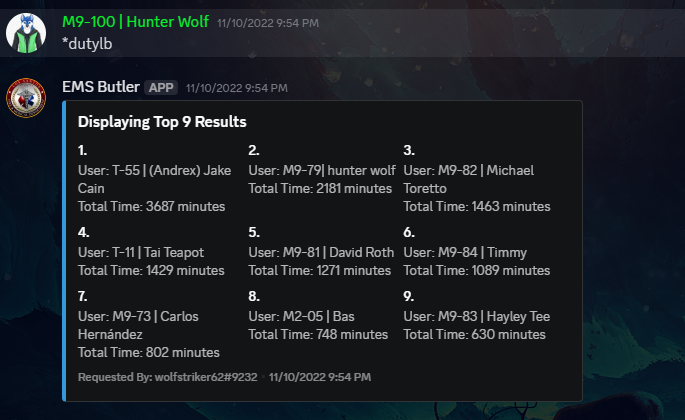 M9-100 | Hunter Wolf 11/10/2022 9:54 PM
*dutylb
EMS Butler APP 11/10/2022 9:54 PM
Displaying Top 9 Results
1.
User: T-55 | (Andrex) Jake
Cain
Total Time: 3687 minutes
2.
User: M9-79| hunter wolf
Total Time: 2181 minutes
3.
User: M9-82 | Michael
Toretto
Total Time: 1463 minutes
4.
User: T-11 | Tai Teapot
Total Time: 1429 minutes
5.
User: M9-81 | David Roth
Total Time: 1271 minutes
6.
User: M9-84 | Timmy
Total Time: 1089 minutes
7.
User: M9-73 | Carlos
Hernández
Total Time: 802 minutes
8.
User: M2-05 | Bas
Total Time: 748 minutes
9.
User: M9-83 | Hayley Tee
Total Time: 630 minutes
Requested By: wolfstriker62#9232 · 11/10/2022 9:54 PM